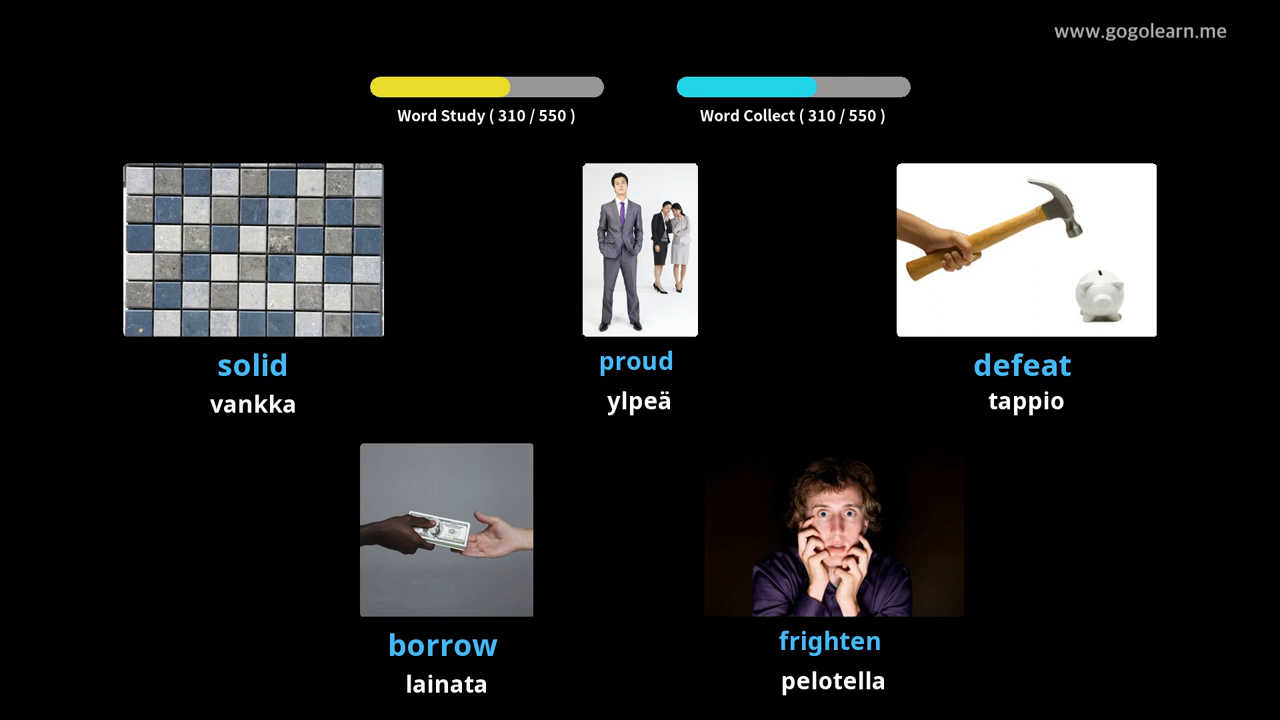 www.gogolearn.me
Word Study ( 310 / 550 )
Word Collect ( 310 / 550 )
solid
vankka
proud
ylpeä
defeat
tappio
borrow
lainata
frighten
pelotella